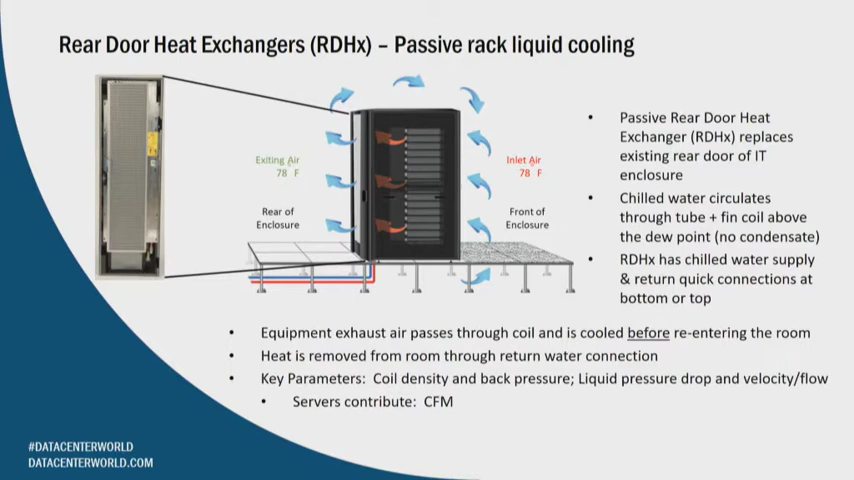 Rear Door Heat Exchangers (RDHx) – Passive rack liquid cooling
Exiting Air
78 F
Inlet Air
78 F
Rear of
Enclosure
Front of
Enclosure
• Passive Rear Door Heat
Exchanger (RDHx) replaces
existing rear door of IT
enclosure
• Chilled water circulates
through tube + fin coil above
the dew point (no condensate)
• RDHx has chilled water supply
& return quick connections at
bottom or top
• Equipment exhaust air passes through coil and is cooled before re-entering the room
• Heat is removed from room through return water connection
• Key Parameters: Coil density and back pressure; Liquid pressure drop and velocity/flow
• Servers contribute: CFM
#DATACENTERWORLD
DATACENTERWORLD.COM